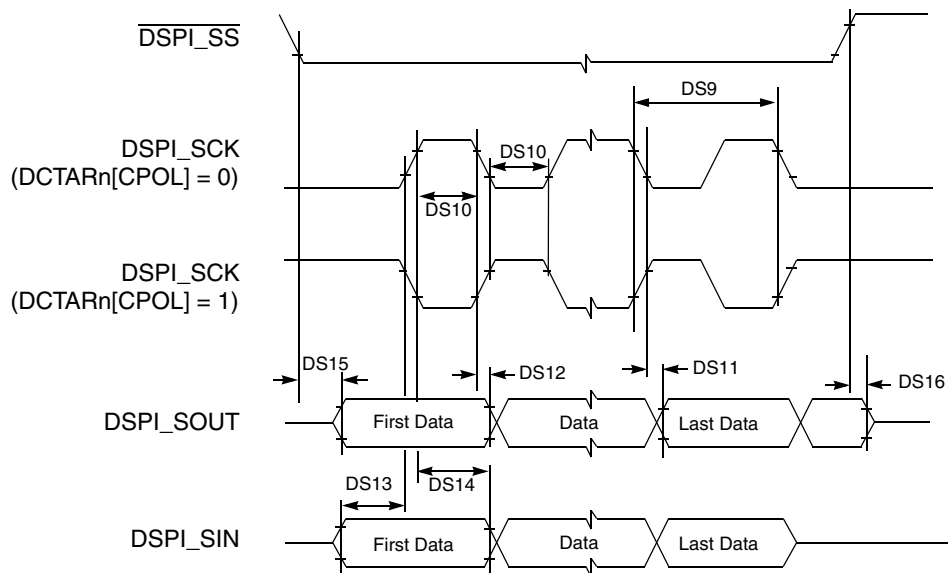 DSPI_SS
DS9
DSPI_SCK
(DCTARn[CPOL] = 0)
DS10
DS10
DSPI_SCK
(DCTARn[CPOL] = 1)
DS15
DS12
DS11
DS16
DSPI_SOUT
First Data
Data
Last Data
DS13
DS14
DSPI_SIN
First Data
Data
Last Data